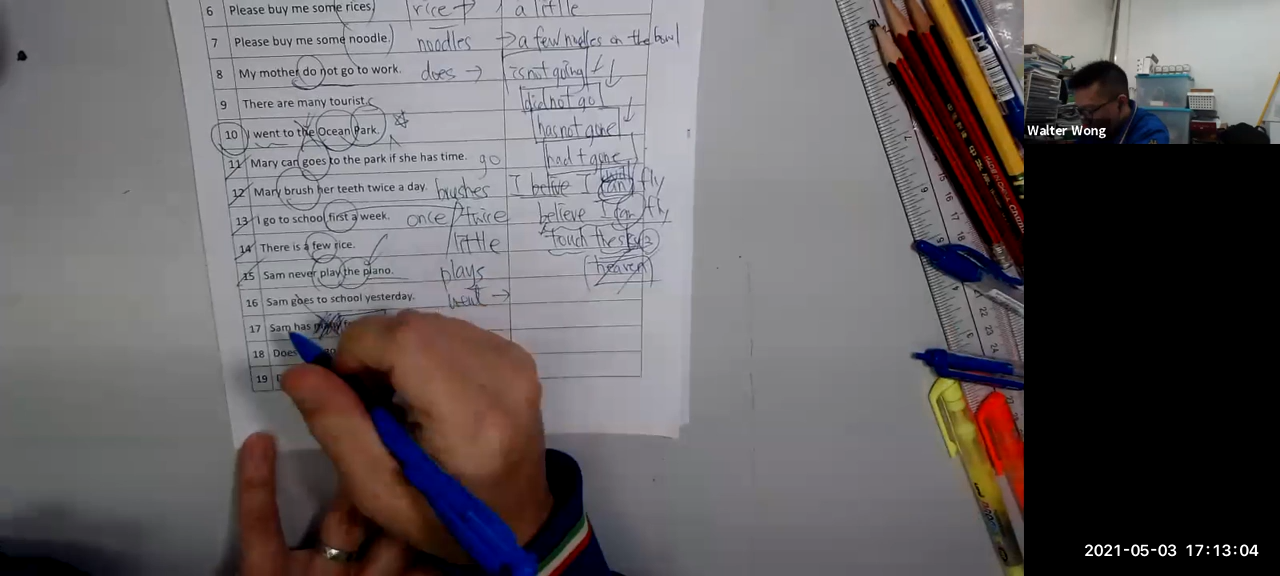 6 Please buy me some rices. rice → a little
7 Please buy me some noodle. noodles → a few nudles on the bowl
8 My mother do not go to work. does → is not going
9 There are many tourist. did not go
10 I went to the Ocean Park. has not gone
11 Mary can goes to the park if she has time. go had + gone
12 Mary brush her teeth twice a day. brushes I belive I can fly
13 I go to school first a week. once / twice believe I can fly
14 There is a few rice. little touch the sky 2
15 Sam never play the piano. plays (heaven)
16 Sam goes to school yesterday. went →
17 Sam has
18 Does
19
Walter Wong
2021-05-03 17:13:04